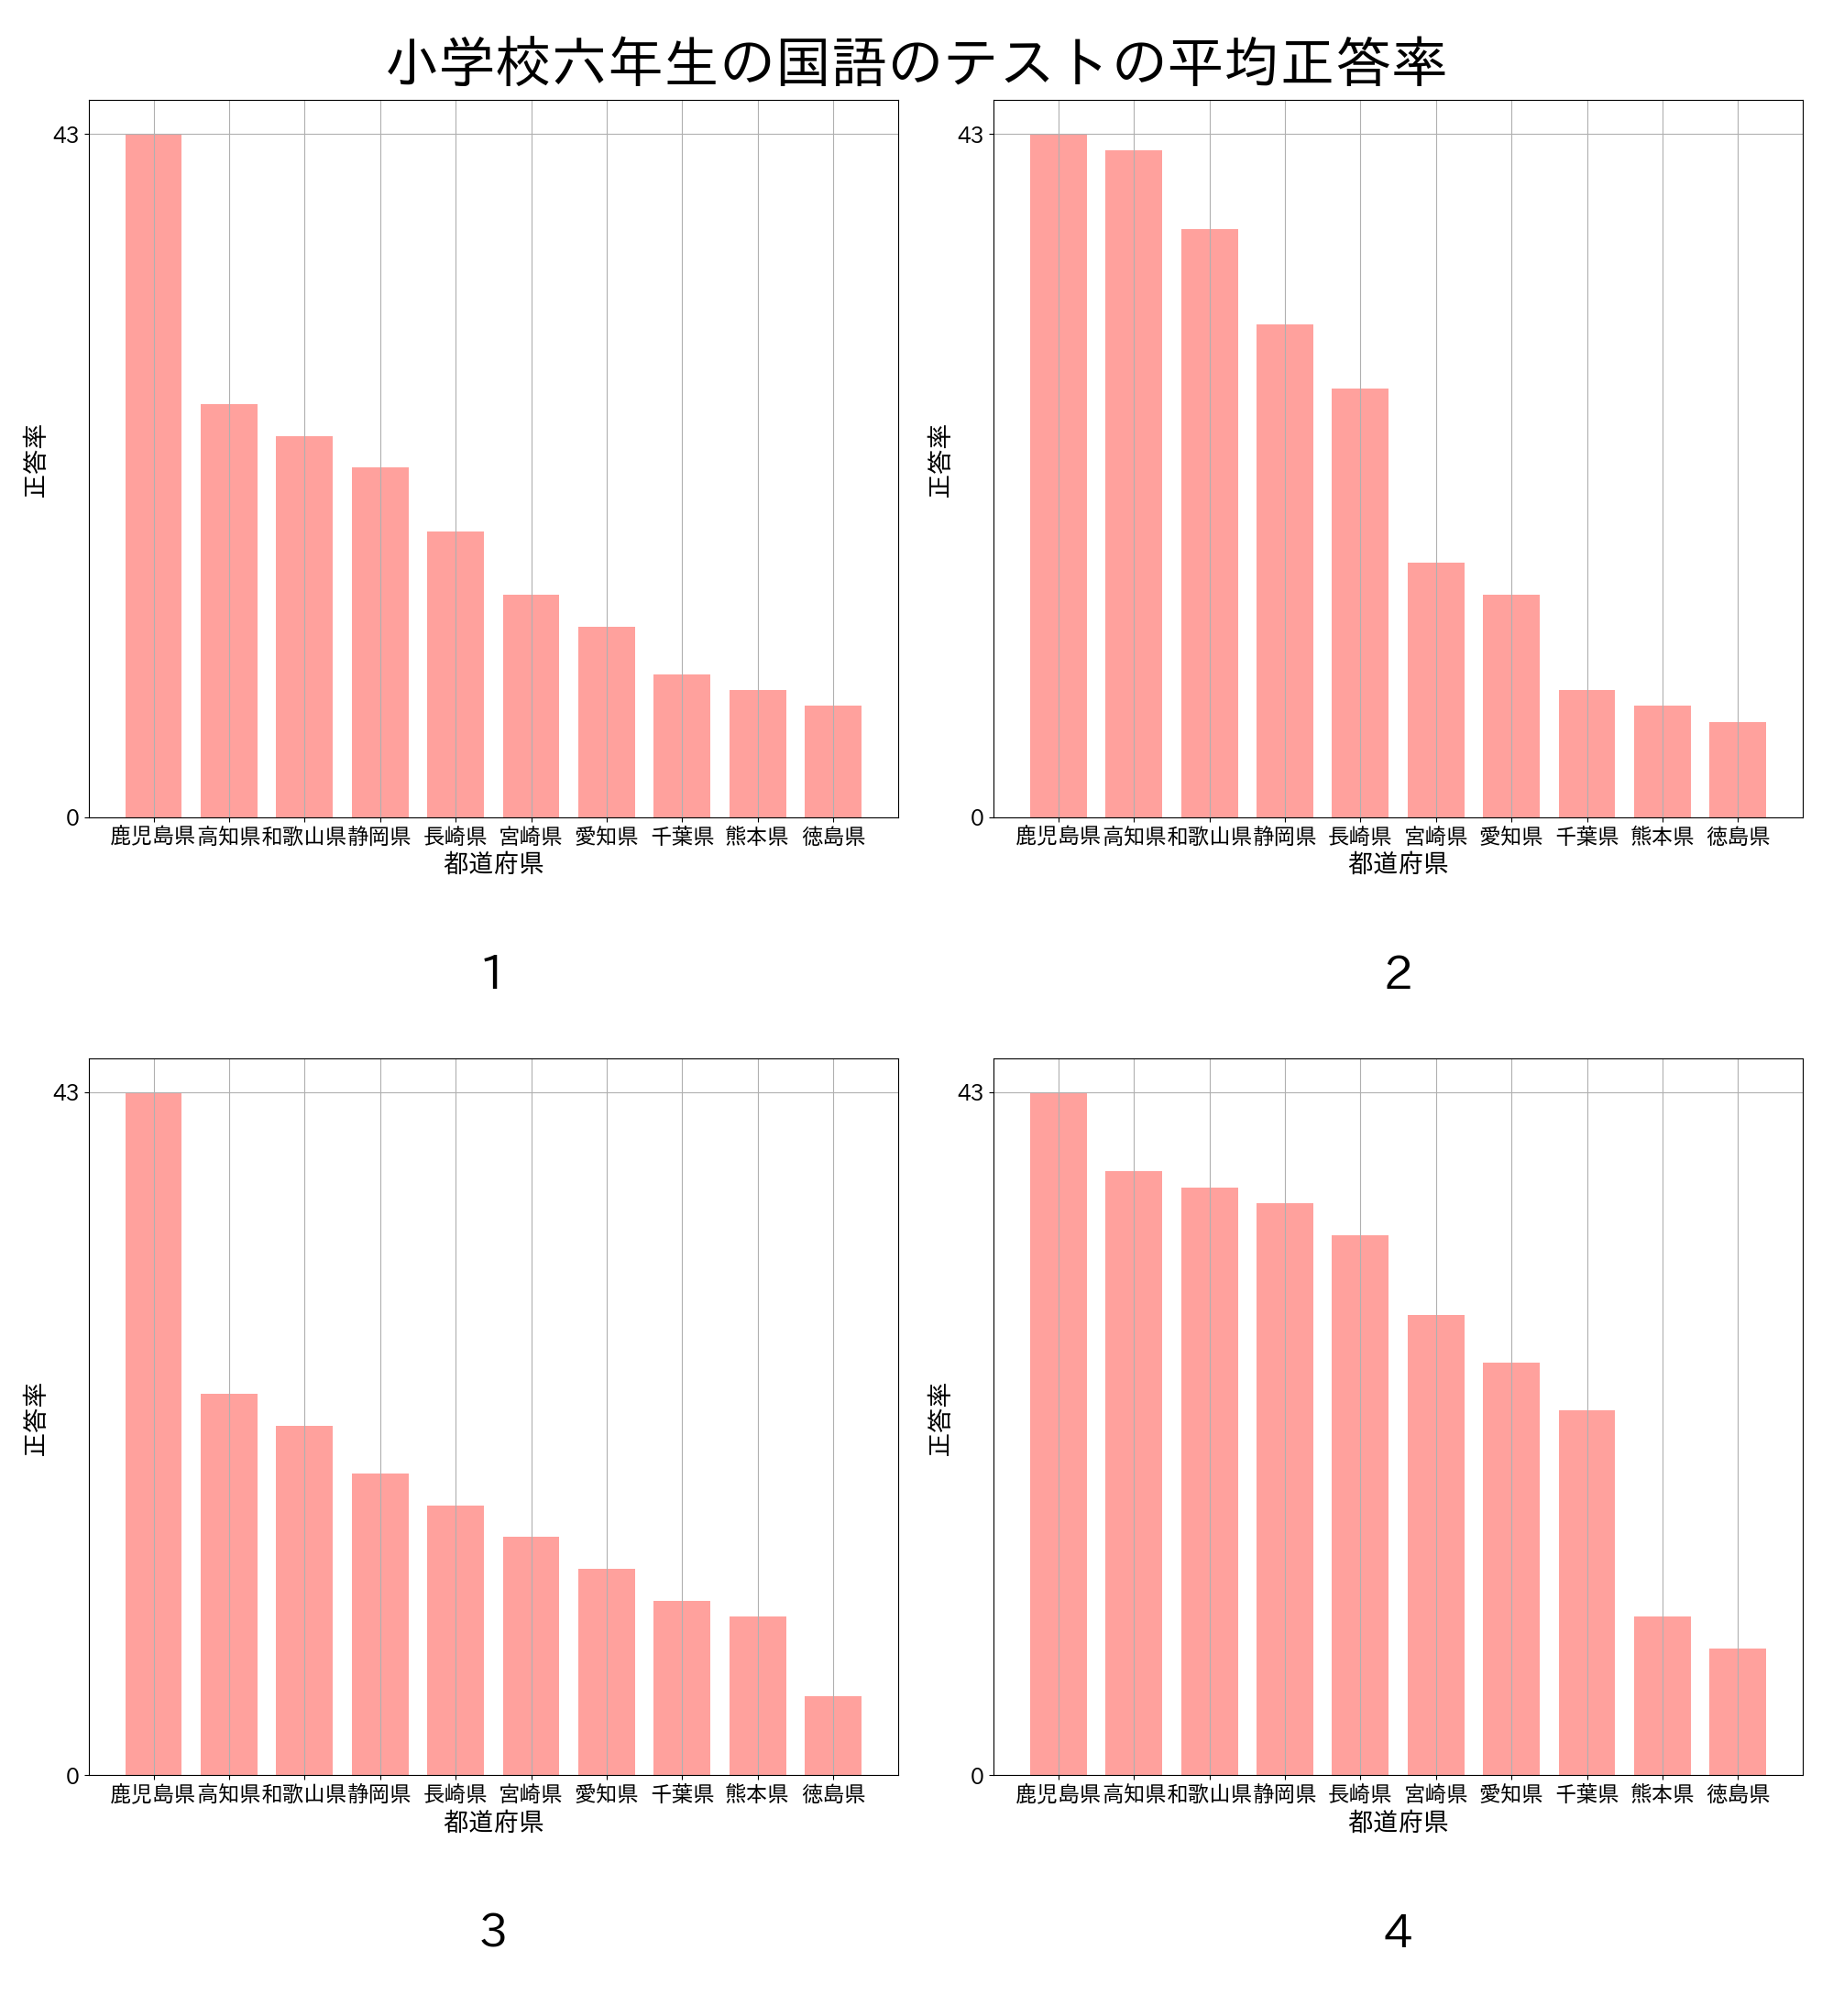 小学校六年生の国語のテストの平均正答率
43
0
正答率
鹿児島県 高知県 和歌山県 静岡県 長崎県 宮崎県 愛知県 千葉県 熊本県 徳島県
都道府県
1
43
0
正答率
鹿児島県 高知県 和歌山県 静岡県 長崎県 宮崎県 愛知県 千葉県 熊本県 徳島県
都道府県
2
43
0
正答率
鹿児島県 高知県 和歌山県 静岡県 長崎県 宮崎県 愛知県 千葉県 熊本県 徳島県
都道府県
3
43
0
正答率
鹿児島県 高知県 和歌山県 静岡県 長崎県 宮崎県 愛知県 千葉県 熊本県 徳島県
都道府県
4